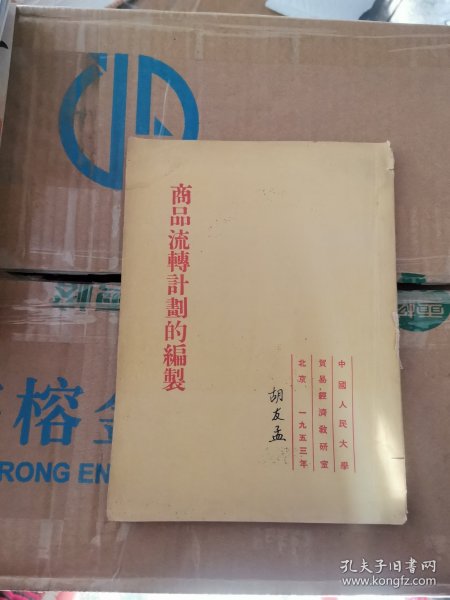 商品流轉計劃的編製
中國人民大學
貿易經濟教研室
北京 一九五三年
胡友孟
榕金
RONG EN
孔夫子旧书网
www.kongfz.com